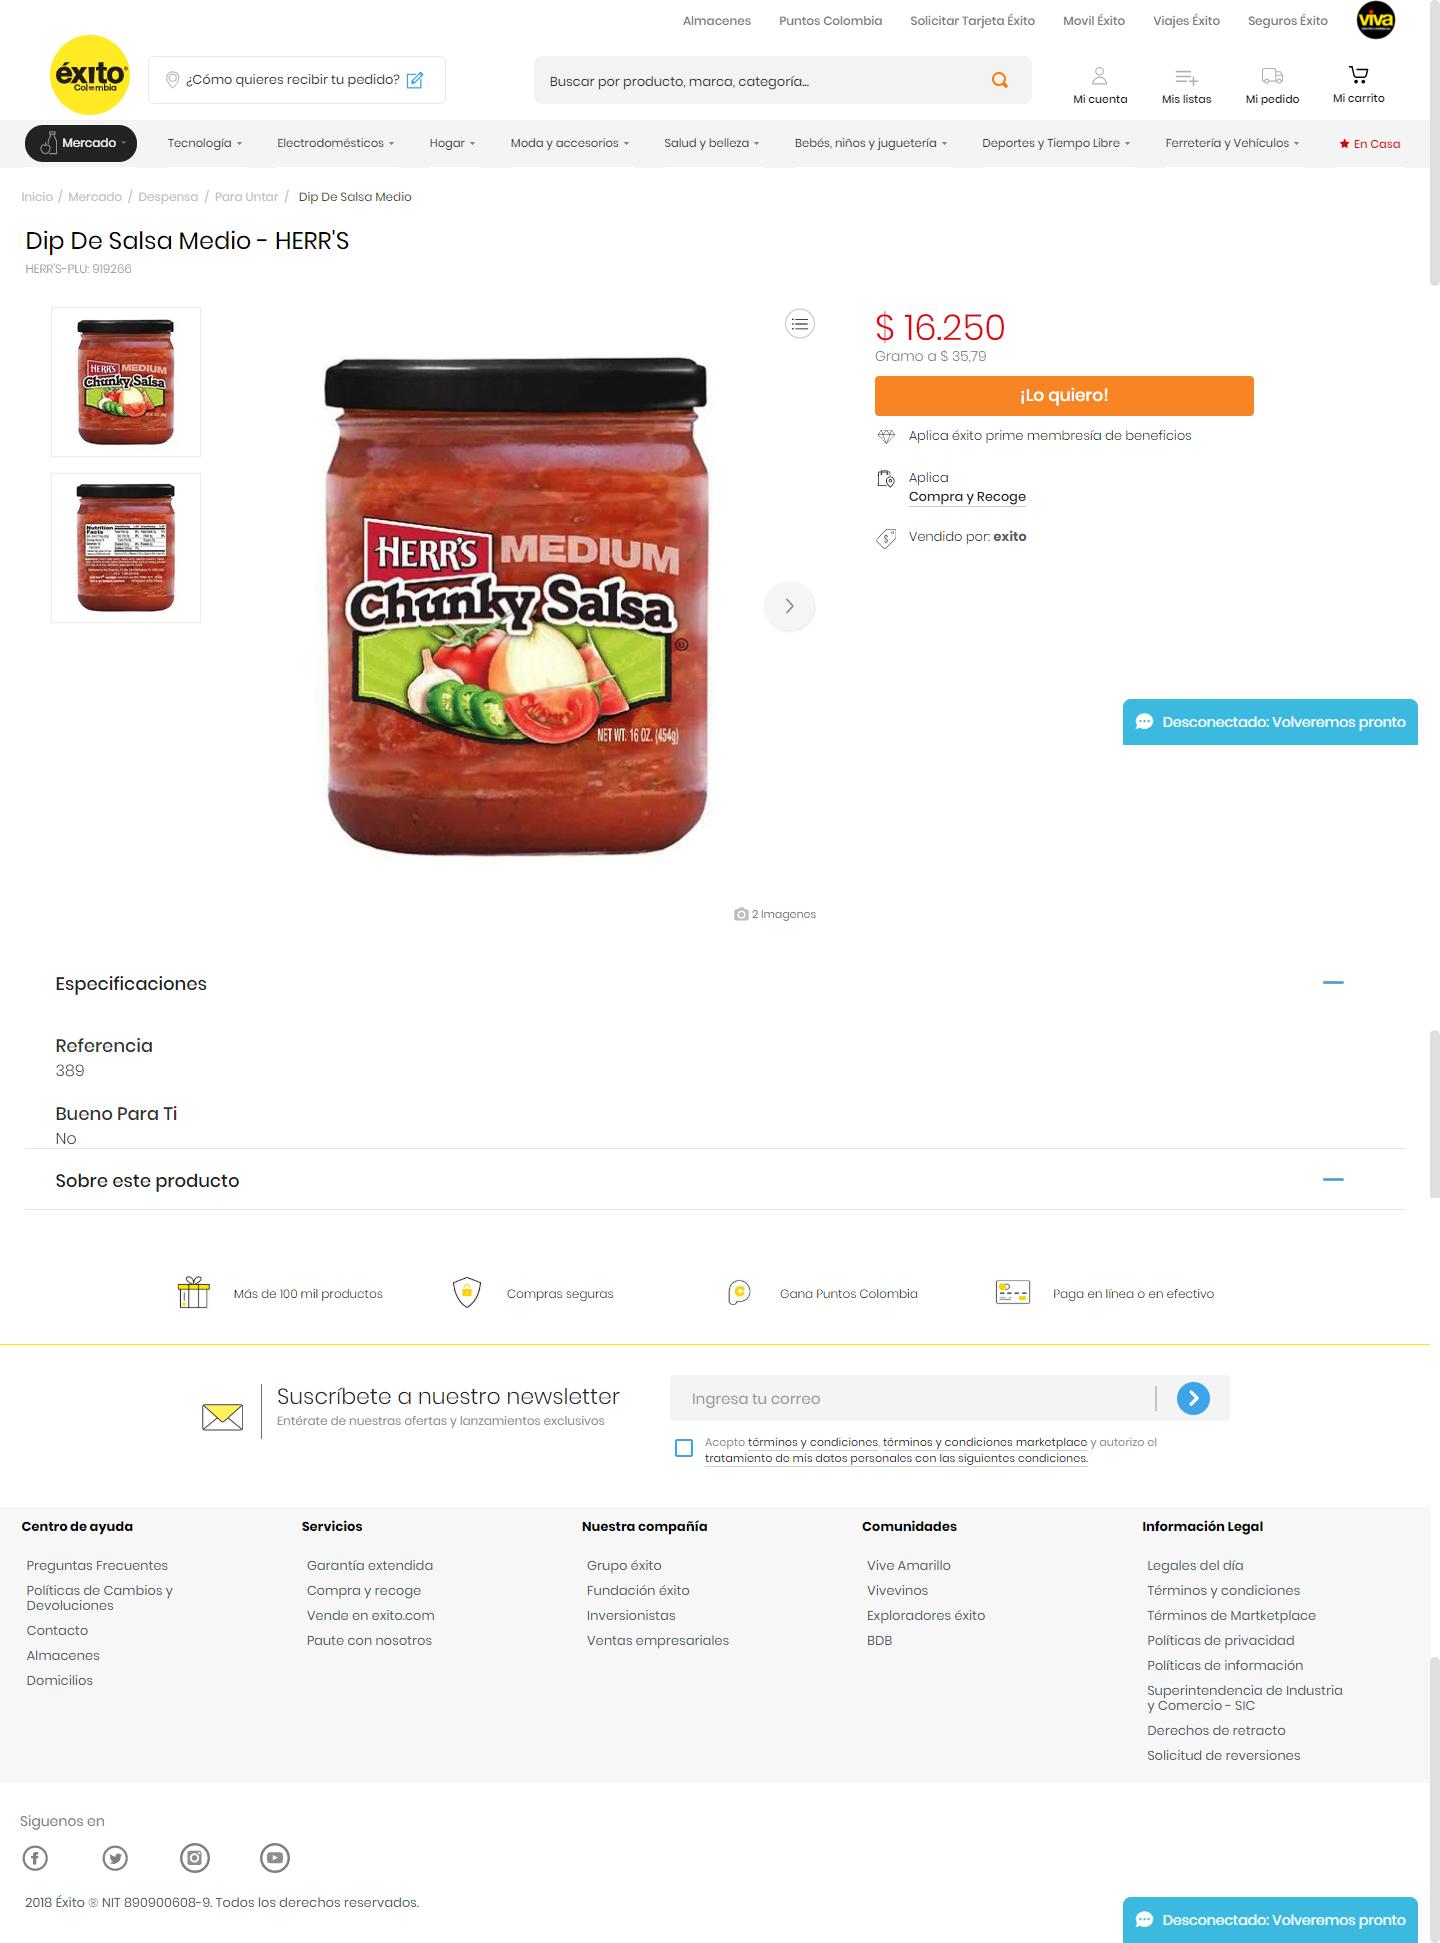 Almacenes
Puntos Colombia
Solicitar Tarjeta Éxito
Movil Éxito
Viajes Éxito
Seguros Éxito
viva
éxito
Colombia
¿Cómo quieres recibir tu pedido?
Buscar por producto, marca, categoría...
Mi cuenta
Mis listas
Mi pedido
Mi carrito
Mercado
Tecnología
Electrodomésticos
Hogar
Moda y accesorios
Salud y belleza
Bebés, niños y juguetería
Deportes y Tiempo Libre
Ferretería y Vehículos
En Casa
Inicio / Mercado / Despensa / Para Untar / Dip De Salsa Medio
Dip De Salsa Medio - HERR'S
HERR'S-PLU: 919266
HERR'S MEDIUM
Chunky Salsa
Nutrition
Facts
HERR'S MEDIUM
Chunky Salsa
NET WT. 16 OZ. (454g)
$ 16.250
Gramo a $ 35,79
¡Lo quiero!
Aplica éxito prime membresía de beneficios
Aplica
Compra y Recoge
Vendido por: exito
Desconectado: Volveremos pronto
2 Imagenes
Especificaciones
Referencia
389
Bueno Para Ti
No
Sobre este producto
Más de 100 mil productos
Compras seguras
Gana Puntos Colombia
Paga en línea o en efectivo
Suscríbete a nuestro newsletter
Entérate de nuestras ofertas y lanzamientos exclusivos
Ingresa tu correo
Acepto términos y condiciones, términos y condiciones marketplace y autorizo el
tratamiento de mis datos personales con las siguientes condiciones.
Centro de ayuda
Preguntas Frecuentes
Políticas de Cambios y
Devoluciones
Contacto
Almacenes
Domicilios
Servicios
Garantía extendida
Compra y recoge
Vende en exito.com
Paute con nosotros
Nuestra compañía
Grupo éxito
Fundación éxito
Inversionistas
Ventas empresariales
Comunidades
Vive Amarillo
Vivevinos
Exploradores éxito
BDB
Información Legal
Legales del día
Términos y condiciones
Términos de Martketplace
Políticas de privacidad
Políticas de información
Superintendencia de Industria
y Comercio - SIC
Derechos de retracto
Solicitud de reversiones
Siguenos en
2018 Éxito ® NIT 890900608-9. Todos los derechos reservados.
Desconectado: Volveremos pronto